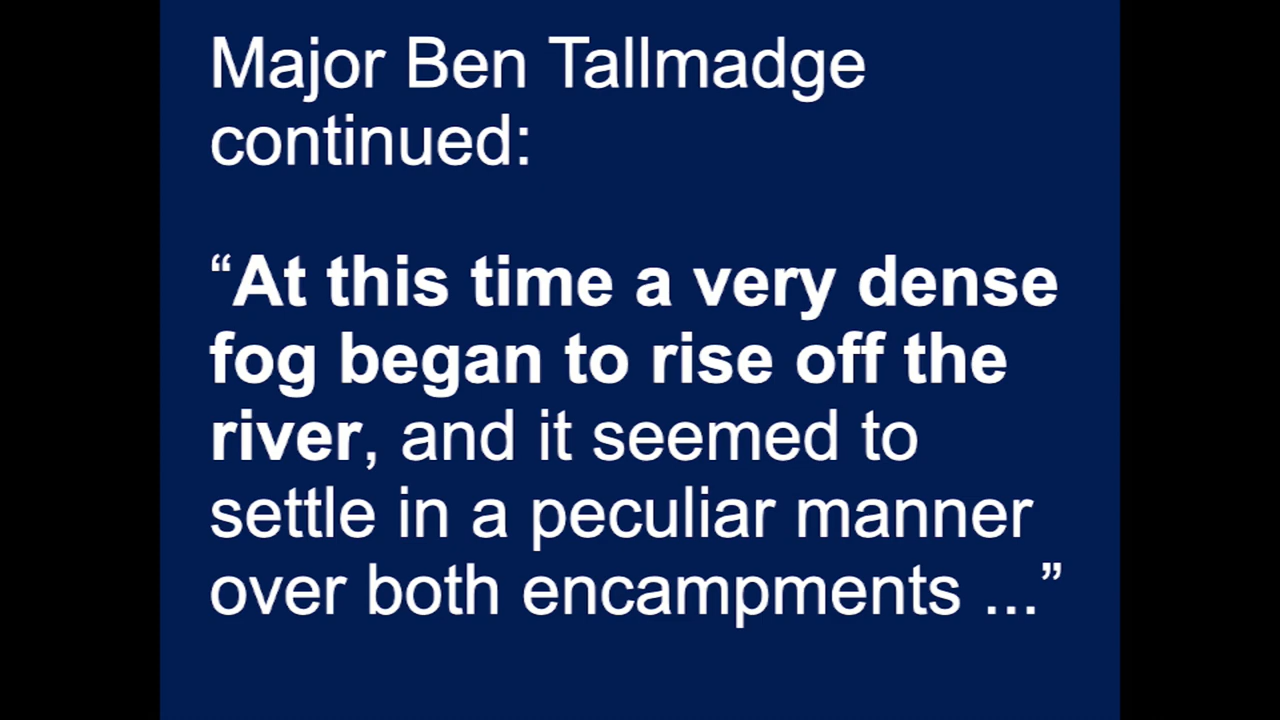 Major Ben Tallmadge
continued:
“At this time a very dense
fog began to rise off the
river, and it seemed to
settle in a peculiar manner
over both encampments ...”